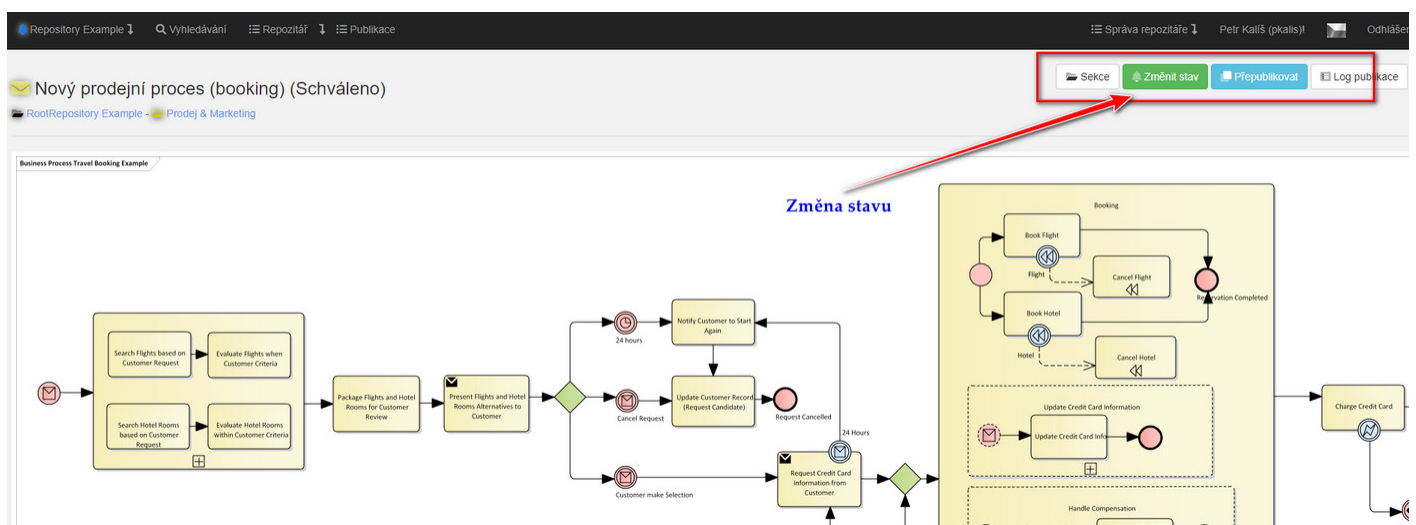 Repository Example
Vyhledávání
Repozitář
Publikace
Správa repozitáře
Petr Kalíš (pkalis)!
Odhlášen
Nový prodejní proces (booking) (Schváleno)
Sekce
Změnit stav
Přepublikovat
Log publikace
RootRepository Example - Prodej & Marketing
Business Process Travel Booking Example
Změna stavu
Search Flights based on
Customer Request
Evaluate Flights when
Customer Criteria
Search Hotel Rooms
based on Customer
Request
Evaluate Hotel Rooms
within Customer Criteria
Package Flights and Hotel
Rooms for Customer
Review
Present Flights and Hotel
Rooms Alternatives to
Customer
24 hours
Notify Customer to Start
Again
Cancel Request
Update Customer Record
(Request Candidate)
Request Cancelled
Customer make Selection
24 Hours
Request Credit Card
Information from
Customer
Booking
Book Flight
Flight
Cancel Flight
Book Hotel
Hotel
Cancel Hotel
Reservation Completed
Update Credit Card Information
Update Credit Card Info
Handle Compensation
Charge Credit Card